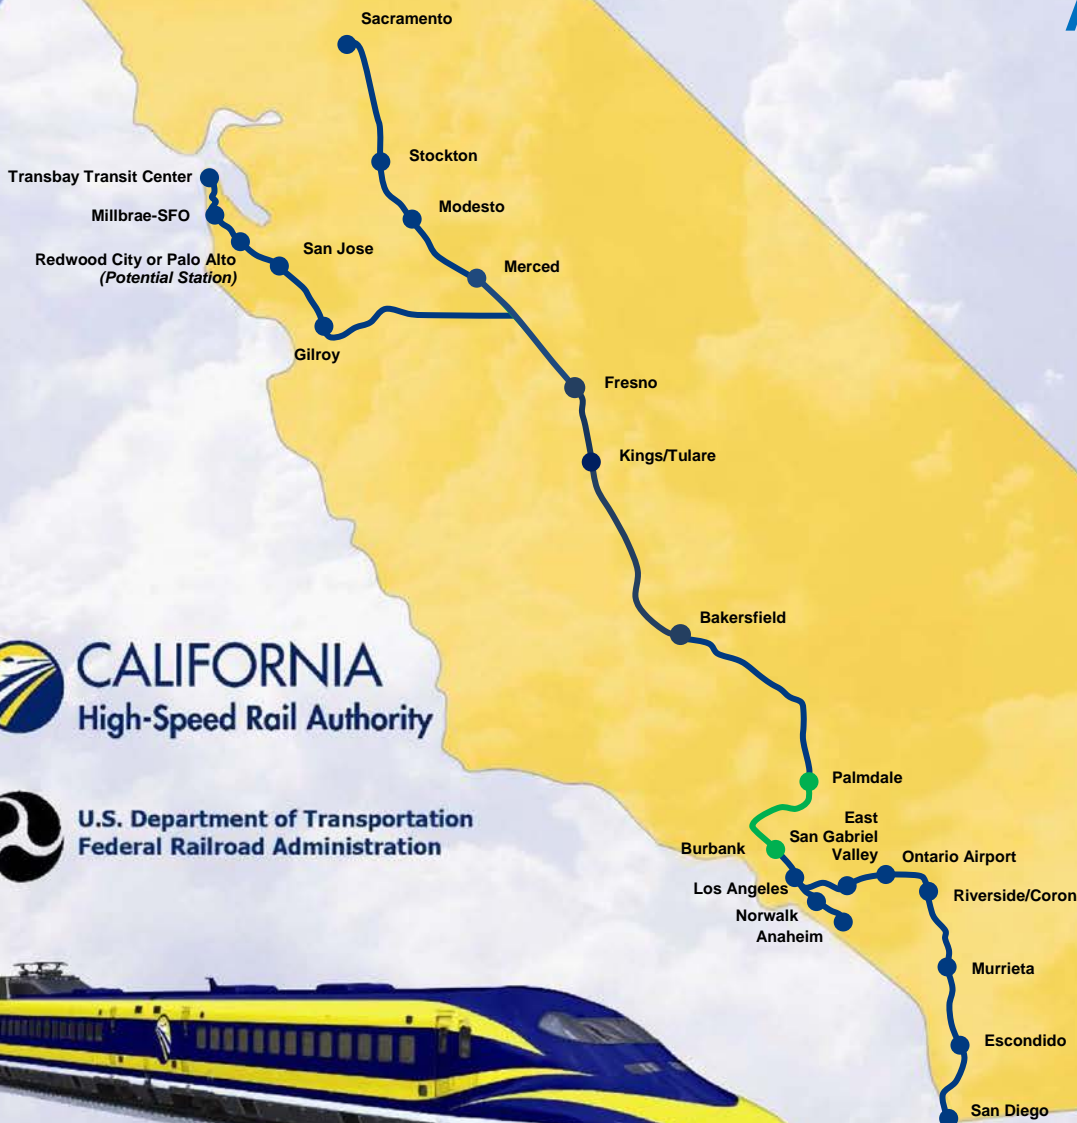 Sacramento
Stockton
Transbay Transit Center
Modesto
Millbrae-SFO
San Jose
Redwood City or Palo Alto
(Potential Station)
Merced
Gilroy
Fresno
Kings/Tulare
Bakersfield
CALIFORNIA
High-Speed Rail Authority
Palmdale
U.S. Department of Transportation
Federal Railroad Administration
East
San Gabriel
Valley
Burbank
Ontario Airport
Los Angeles
Riverside/Coron
Norwalk
Anaheim
Murrieta
Escondido
San Diego